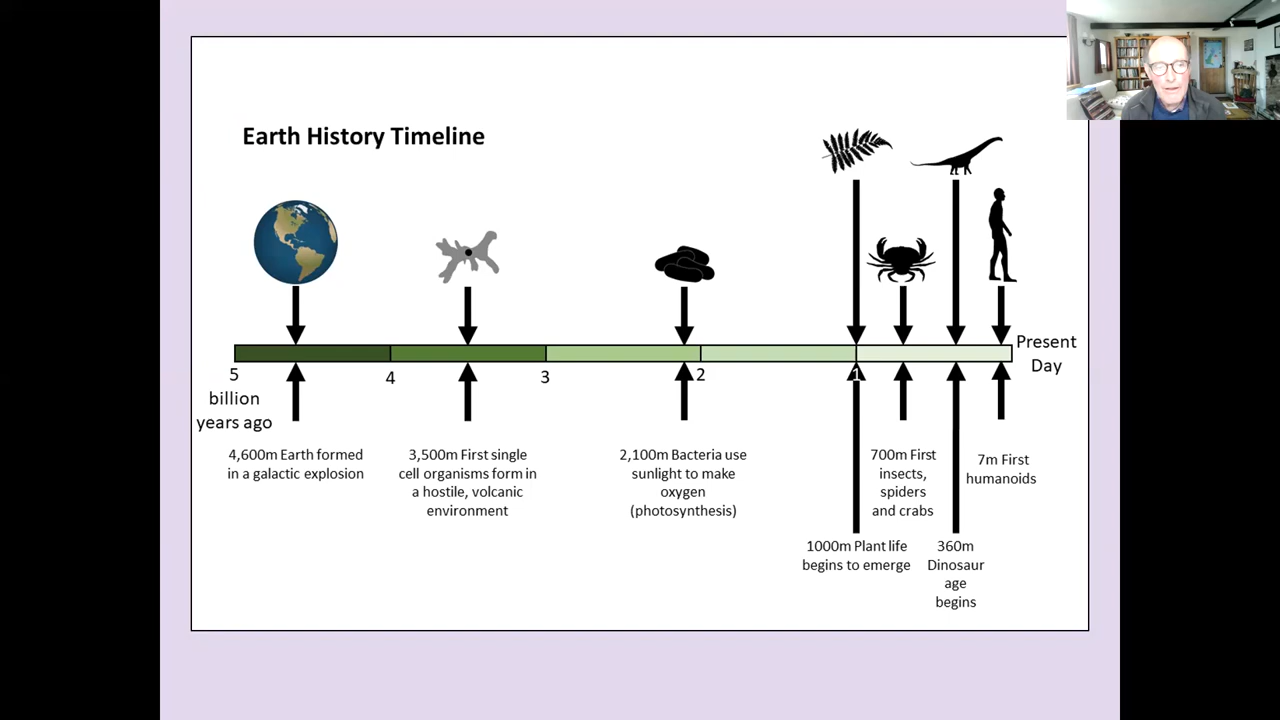 Earth History Timeline
Present
Day
5
4
3
2
1
billion
years ago
4,600m Earth formed
in a galactic explosion
3,500m First single
cell organisms form in
a hostile, volcanic
environment
2,100m Bacteria use
sunlight to make
oxygen
(photosynthesis)
1000m Plant life
begins to emerge
700m First
insects,
spiders
and crabs
360m
Dinosaur
age
begins
7m First
humanoids